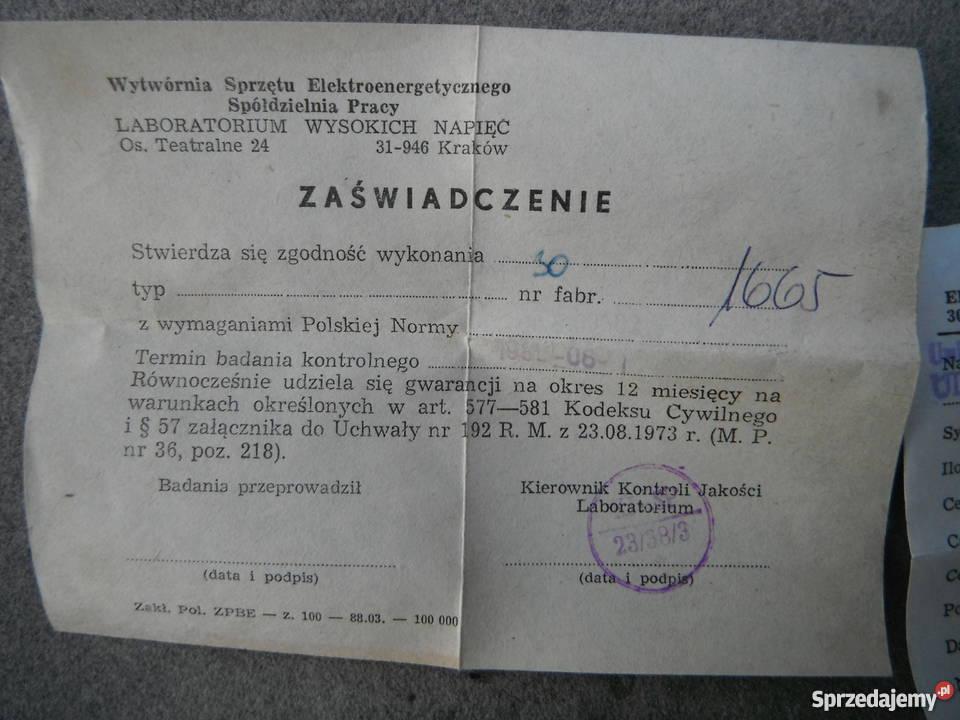 Wytwórnia Sprzętu Elektroenergetycznego
Spółdzielnia Pracy
LABORATORIUM WYSOKICH NAPIĘĆ
Os. Teatralne 24 31-946 Kraków
ZAŚWIADCZENIE
Stwierdza się zgodność wykonania 30
typ nr fabr. 1665
z wymaganiami Polskiej Normy
Termin badania kontrolnego
Równocześnie udziela się gwarancji na okres 12 miesięcy na
warunkach określonych w art. 577—581 Kodeksu Cywilnego
i § 57 załącznika do Uchwały nr 192 R. M. z 23.08.1973 r. (M. P.
nr 36, poz. 218).
Badania przeprowadził
Kierownik Kontroli Jakości
Laboratorium
23/38/3
(data i podpis)
(data i podpis)
Zakł. Pol. ZPBE — z. 100 — 88.03. — 100 000
Sprzedajemy.pl